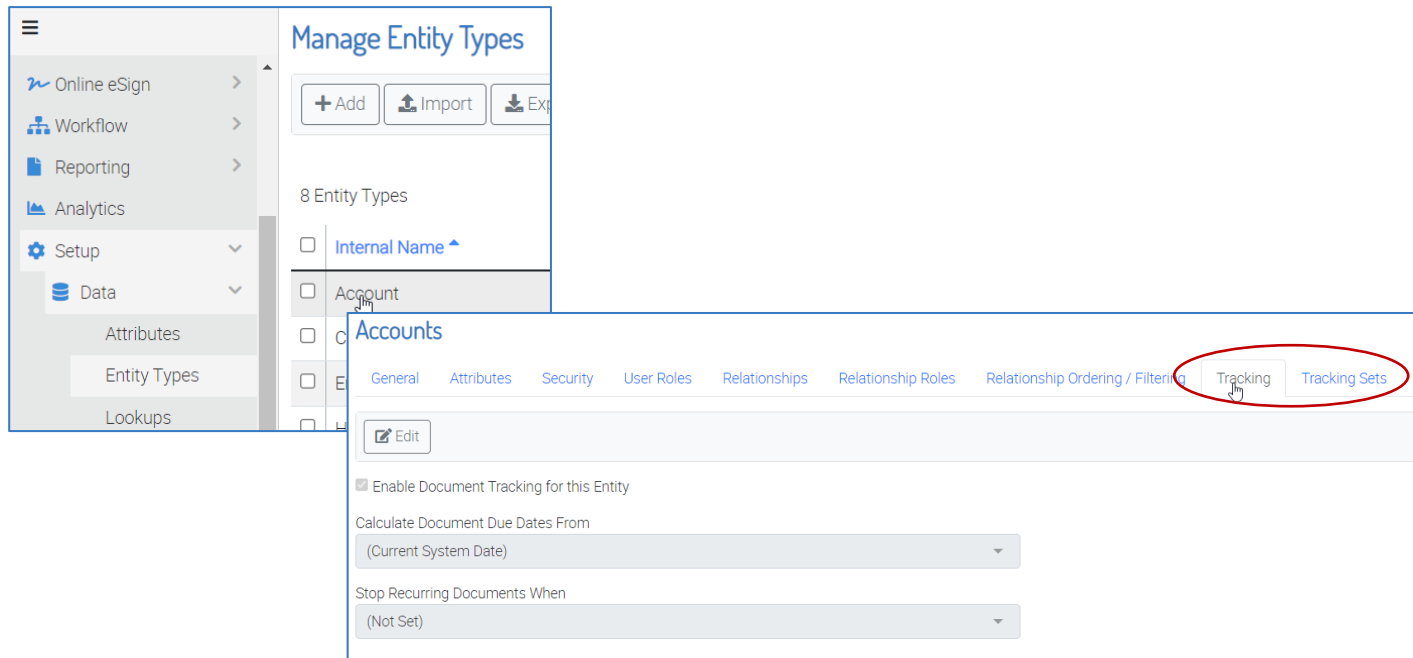 Manage Entity Types
Online eSign
Workflow
Reporting
Analytics
Setup
Data
Attributes
Entity Types
Lookups
Add Import Exp
8 Entity Types
Internal Name
Account
C
E
H
Accounts
General Attributes Security User Roles Relationships Relationship Roles Relationship Ordering / Filtering Tracking Tracking Sets
Edit
Enable Document Tracking for this Entity
Calculate Document Due Dates From
(Current System Date)
Stop Recurring Documents When
(Not Set)